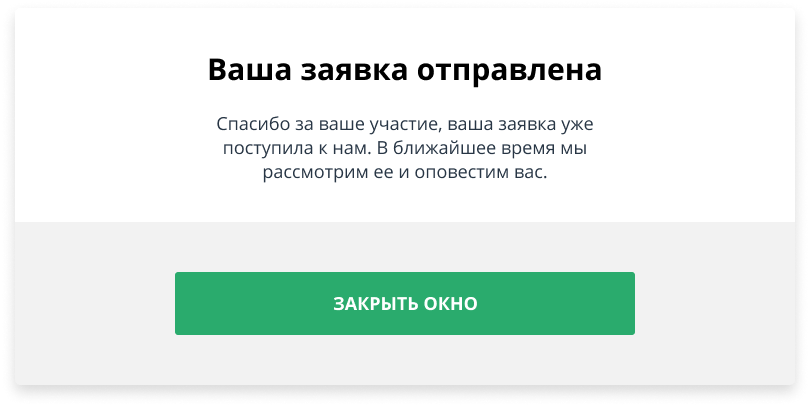 Ваша заявка отправлена
Спасибо за ваше участие, ваша заявка уже
поступила к нам. В ближайшее время мы
рассмотрим ее и оповестим вас.
ЗАКРЫТЬ ОКНО